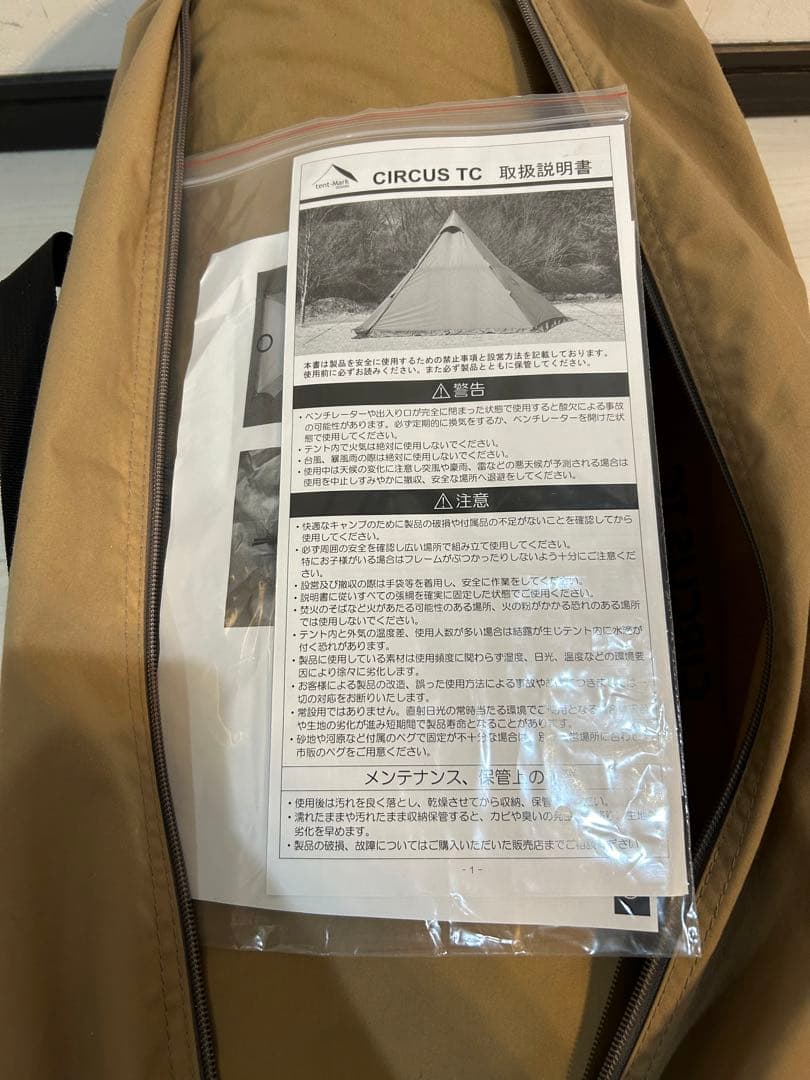 tent-Mark
CIRCUS TC 取扱説明書
本書は製品を安全に使用するための禁止事項と設営方法を記載しております。
使用前に必ずお読みください。また必ず製品とともに保管してください。
⚠警告
・ベンチレーターや出入り口が完全に閉まった状態で使用すると酸欠による事故
の可能性があります。必ず定期的に換気をするか、ベンチレーターを開けた状
態で使用してください。
・テント内で火気は絶対に使用しないでください。
・台風、暴風雨の際は絶対に使用しないでください。
・使用中は天候の変化に注意し突風や豪雨、雷などの悪天候が予測される場合は
使用を中止しすみやかに撤収、安全な場所へ退避をしてください。
⚠注意
・快適なキャンプのために製品の破損や付属品の不足がないことを確認してから
使用してください。
・必ず周囲の安全を確認し広い場所で組み立て使用してください。
特にお子様がいる場合はフレームがぶつかったりしないよう十分にご注意くだ
さい。
・設営及び撤収の際は手袋等を着用し、安全に作業をしてください。
・説明書に従いすべての張綱を確実に固定した状態でご使用ください。
・焚火のそばなど火があたる可能性のある場所、火の粉がかかる恐れのある場所
では使用しないでください。
・テント内と外気の温度差、使用人数が多い場合は結露が生じテント内に水滴が
付く恐れがあります。
・製品に使用している素材は使用頻度に関わらず湿度、日光、温度などの環境要
因により徐々に劣化します。
・お客様による製品の改造、誤った使用方法による事故や
切の対応をお断りいたします。
・常設用ではありません。直射日光の常時当たる環境でご使用となる
や生地の劣化が進み短期間で製品寿命となることがあります。
・砂地や河原など付属のペグで固定が不十分な場合は、 営場所に合わせ
市販のペグをご用意ください。
メンテナンス、保管上の
・使用後は汚れを良く落とし、乾燥させてから収納、保管 い。
・濡れたままや汚れたまま収納保管すると、カビや臭いの発生 生地
劣化を早めます。
・製品の破損、故障についてはご購入いただいた販売店までご相談 さい
- 1 -